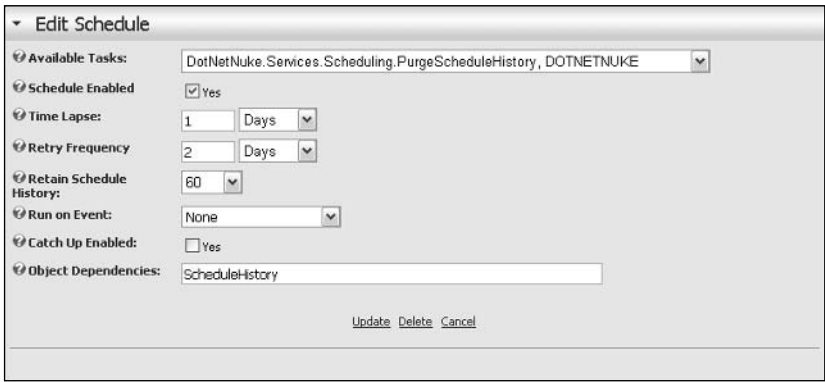 Edit Schedule
Available Tasks: DotNetNuke.Services.Scheduling.PurgeScheduleHistory, DOTNETNUKE
Schedule Enabled Yes
Time Lapse: 1 Days
Retry Frequency 2 Days
Retain Schedule History: 60
Run on Event: None
Catch Up Enabled: Yes
Object Dependencies: ScheduleHistory
Update Delete Cancel